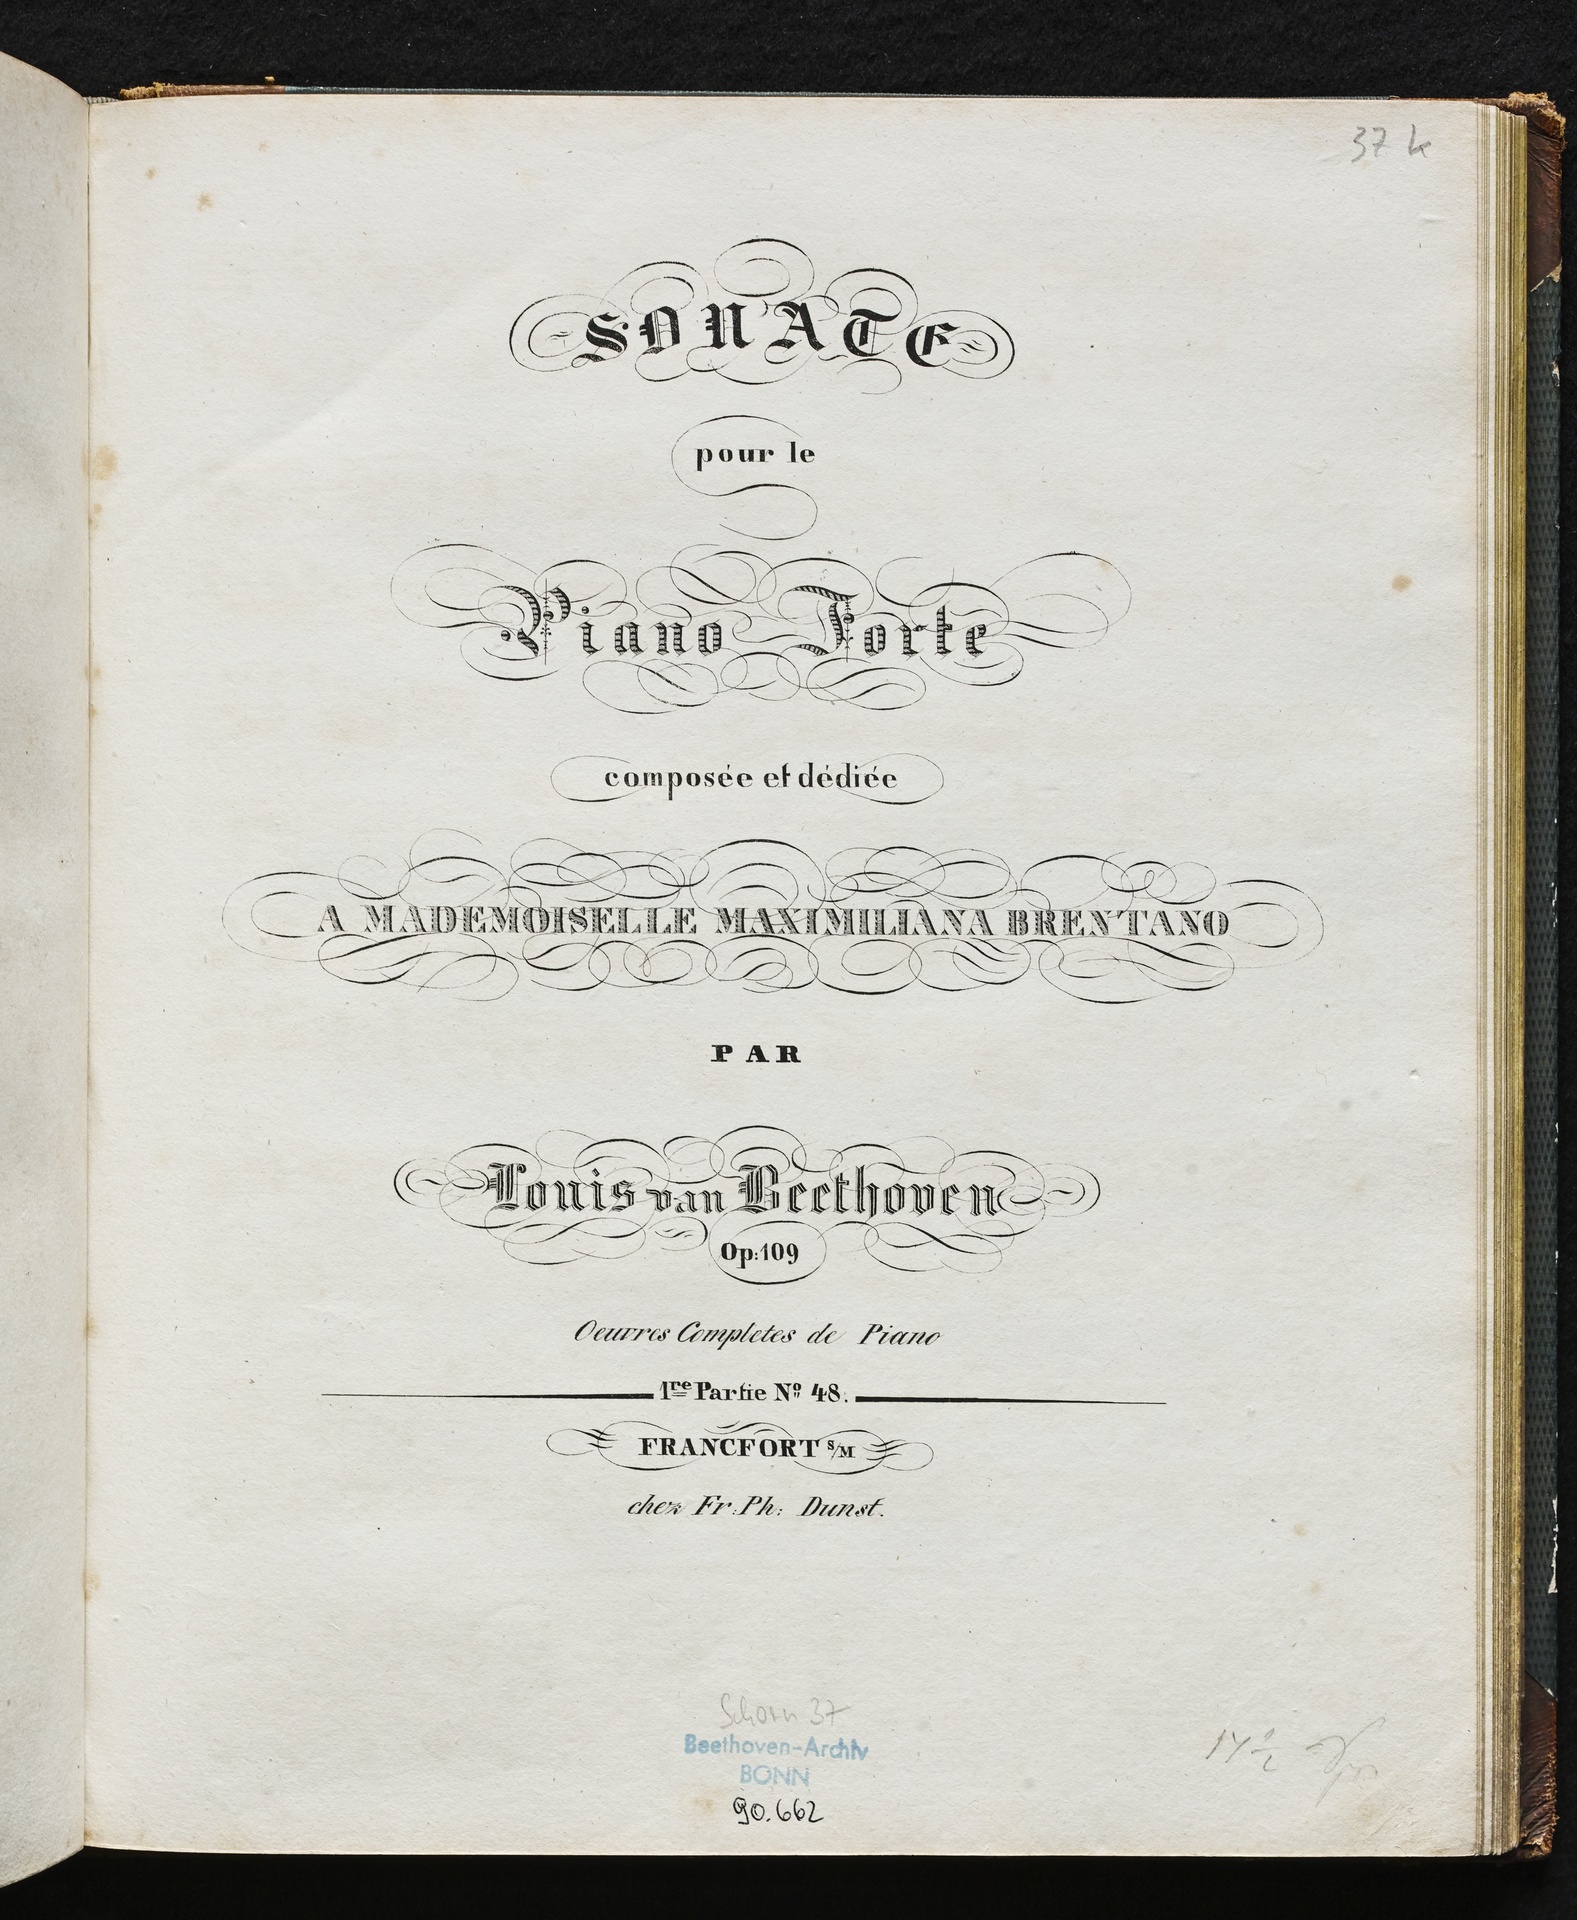 37 k
SONATE
pour le
Piano Forte
composée et dédiée
A MADEMOISELLE MAXIMILIANA BRENTANO
PAR
Louis van Beethoven
Op: 109
Oeuvres Completes de Piano
1re Partie No 48.
FRANCFORT s/M
chez Fr: Ph: Dunst.
Schorn 37
Beethoven-Archiv
BONN
90.662